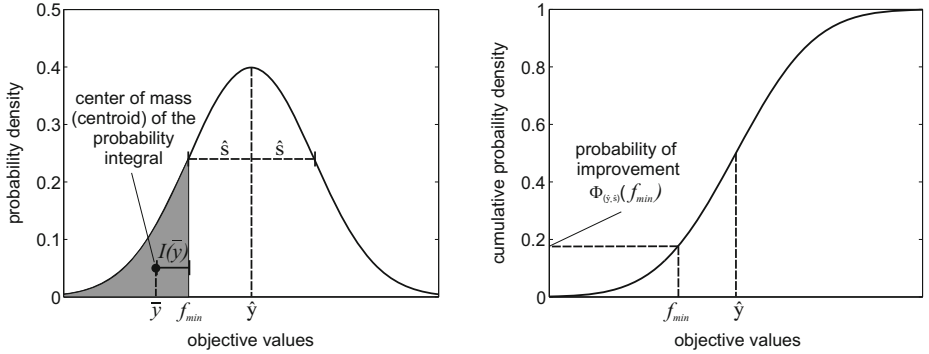 0.5
0.4
0.3
0.2
0.1
0
probability density
center of mass
(centroid) of the
probability
integral
ŝ ŝ
I(y̅)
y̅ f_min ŷ
objective values
1
0.8
0.6
0.4
0.2
0
cumulative probaility density
probability of
improvement
Φ(ŷ,ŝ)(f_min)
f_min ŷ
objective values